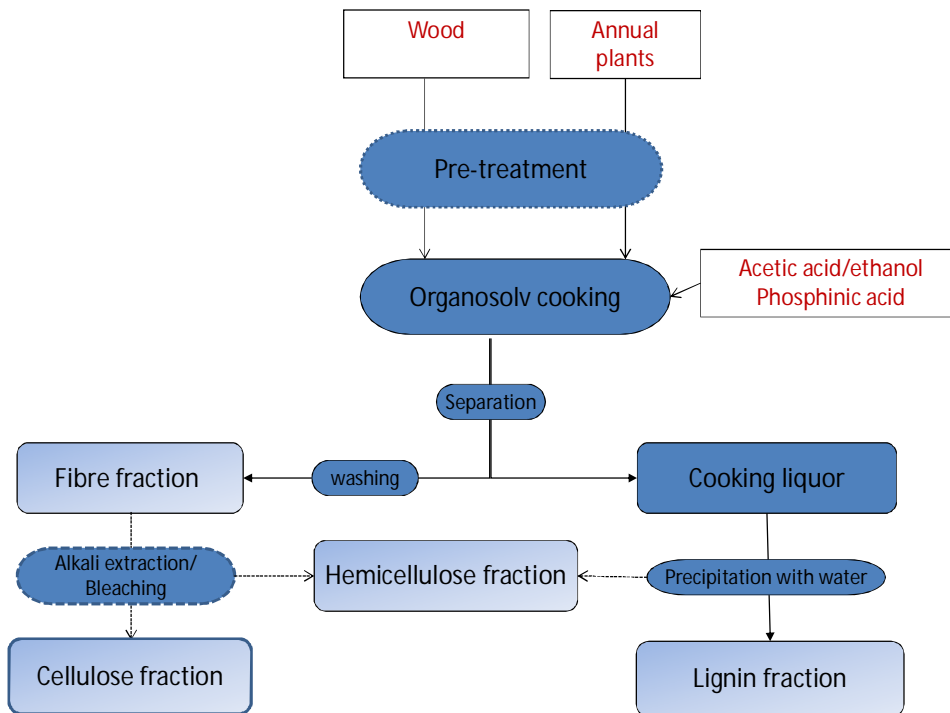 Wood
Annual
plants
Pre-treatment
Organosolv cooking
Acetic acid/ethanol
Phosphinic acid
Separation
Fibre fraction
washing
Cooking liquor
Alkali extraction/
Bleaching
Hemicellulose fraction
Precipitation with water
Cellulose fraction
Lignin fraction